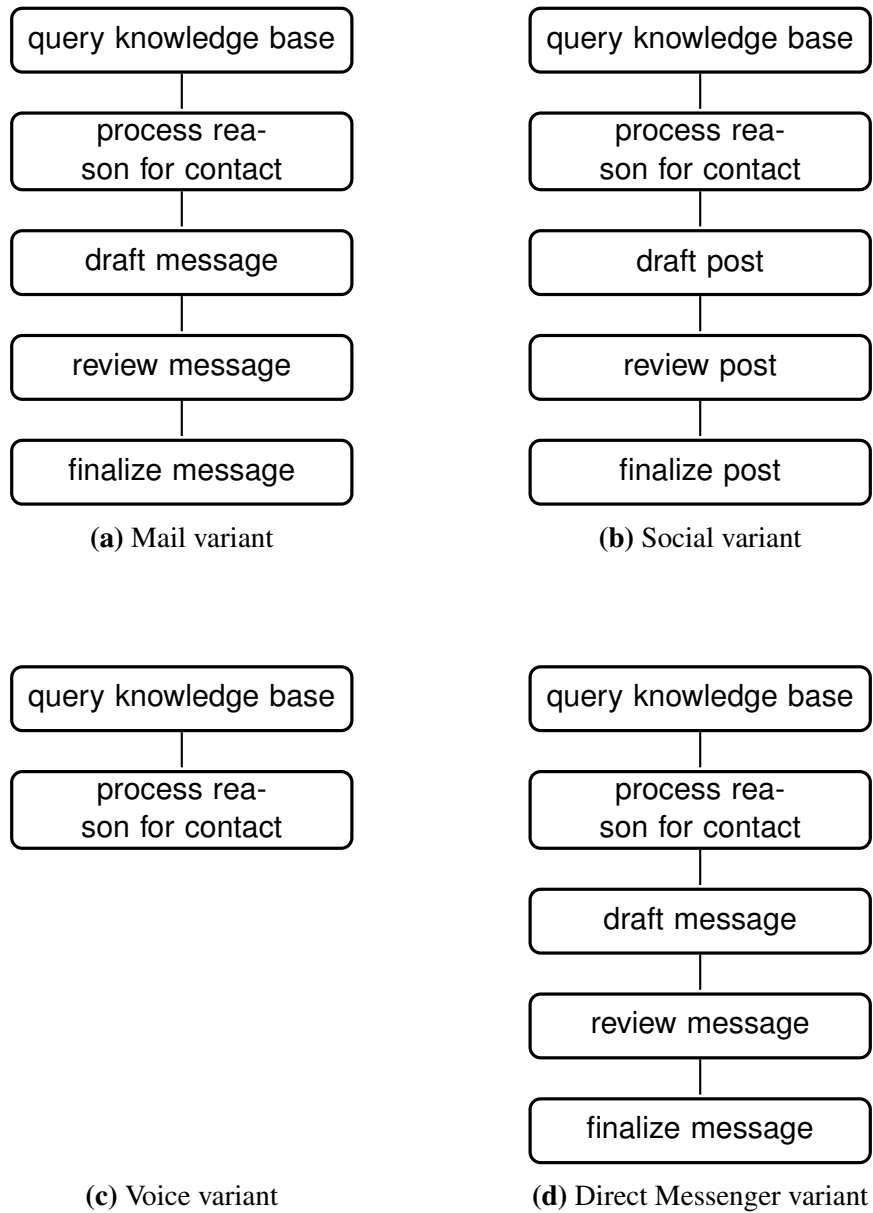 query knowledge base
process rea-
son for contact
draft message
review message
finalize message
(a) Mail variant
query knowledge base
process rea-
son for contact
draft post
review post
finalize post
(b) Social variant
query knowledge base
process rea-
son for contact
(c) Voice variant
query knowledge base
process rea-
son for contact
draft message
review message
finalize message
(d) Direct Messenger variant